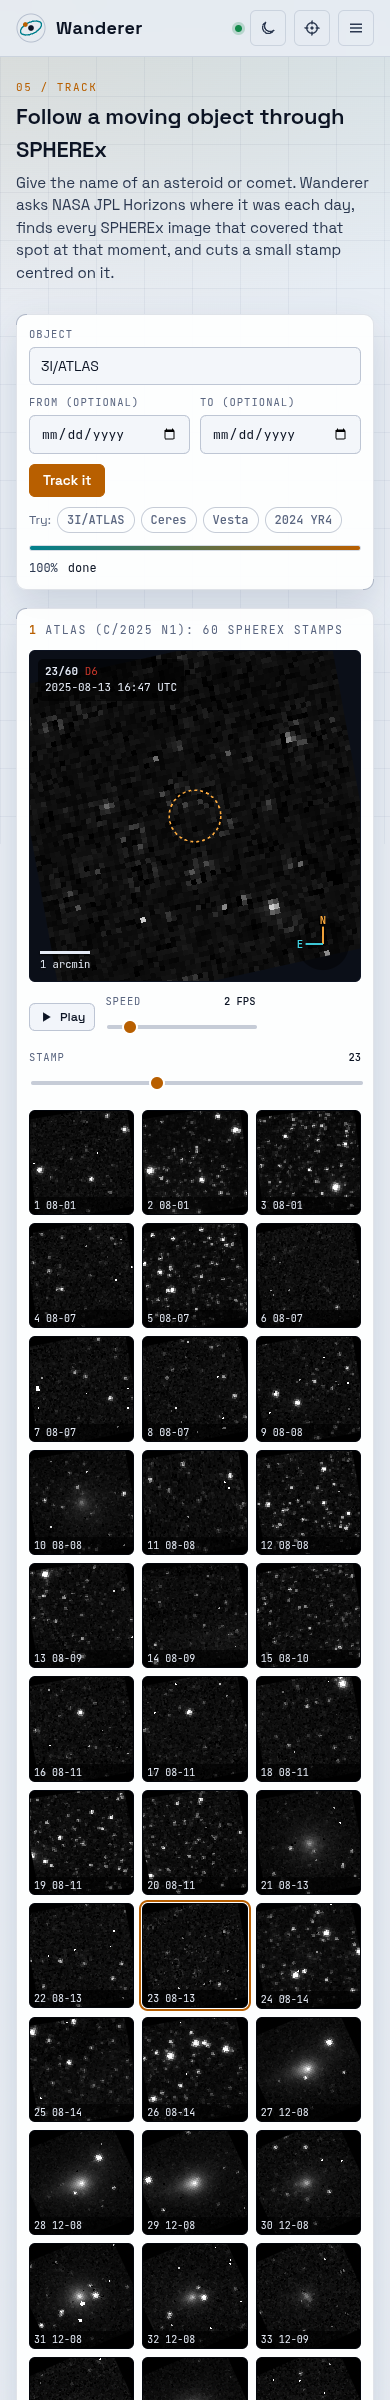 Wanderer
05 / TRACK
Follow a moving object through
SPHEREx
Give the name of an asteroid or comet. Wanderer
asks NASA JPL Horizons where it was each day,
finds every SPHEREx image that covered that
spot at that moment, and cuts a small stamp
centred on it.
OBJECT
3I/ATLAS
FROM (OPTIONAL) TO (OPTIONAL)
mm/dd/yyyy mm/dd/yyyy
Track it
Try: 3I/ATLAS Ceres Vesta 2024 YR4
100% done
1 ATLAS (C/2025 N1): 60 SPHEREX STAMPS
23/60 D6
2025-08-13 16:47 UTC
N
E
1 arcmin
SPEED 2 FPS
Play
STAMP 23
1 08-01 2 08-01 3 08-01
4 08-07 5 08-07 6 08-07
7 08-07 8 08-07 9 08-08
10 08-08 11 08-08 12 08-08
13 08-09 14 08-09 15 08-10
16 08-11 17 08-11 18 08-11
19 08-11 20 08-11 21 08-13
22 08-13 23 08-13 24 08-14
25 08-14 26 08-14 27 12-08
28 12-08 29 12-08 30 12-08
31 12-08 32 12-08 33 12-09